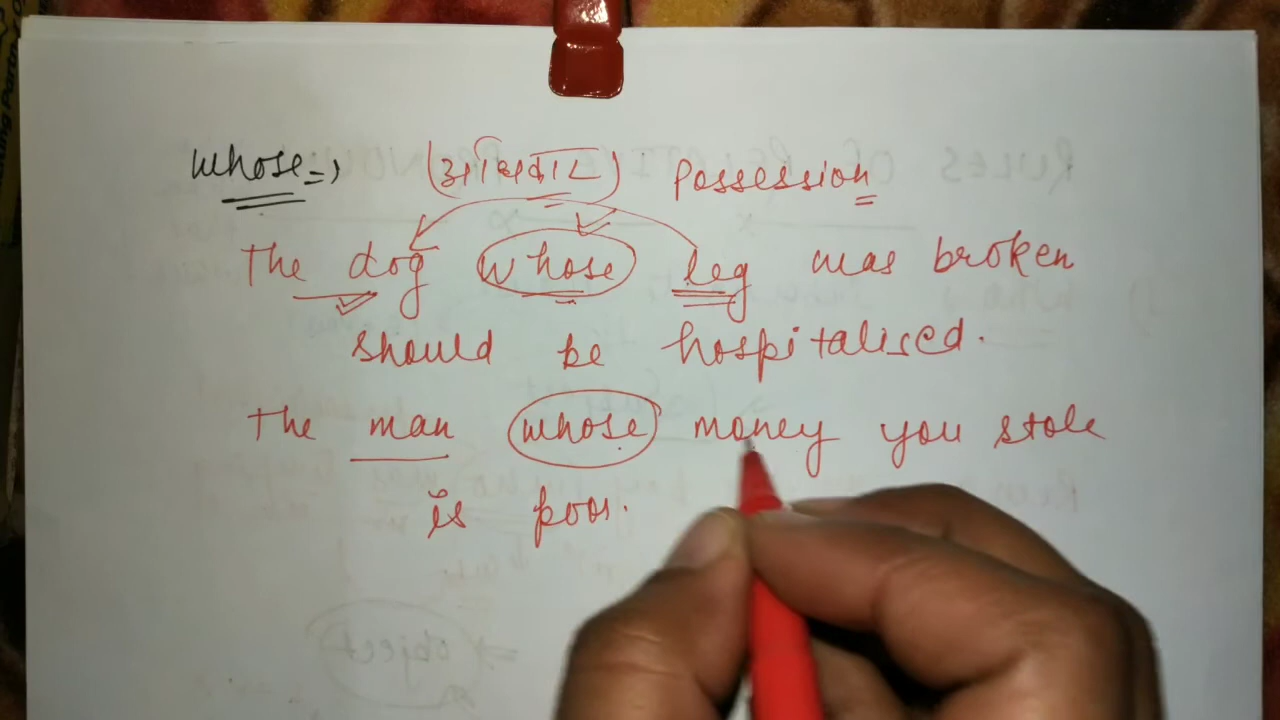 whose => (अधिकार) Possession
The dog whose leg was broken
should be hospitalised.
The man whose money you stole
is poor.